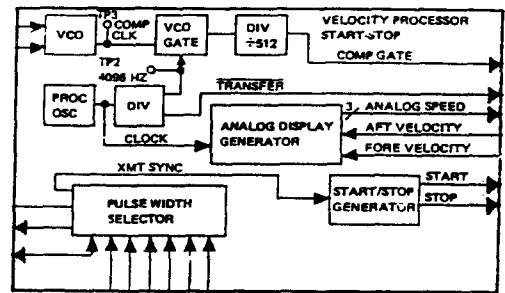 TP3
COMP
CLK
VCO
VCO
GATE
DIV
÷512
VELOCITY PROCESSOR
START-STOP
COMP GATE
TP2
4096 HZ
TRANSFER
PROC
OSC
DIV
CLOCK
ANALOG DISPLAY
GENERATOR
3 ANALOG SPEED
AFT VELOCITY
FORE VELOCITY
XMT SYNC
PULSE WIDTH
SELECTOR
START/STOP
GENERATOR
START
STOP